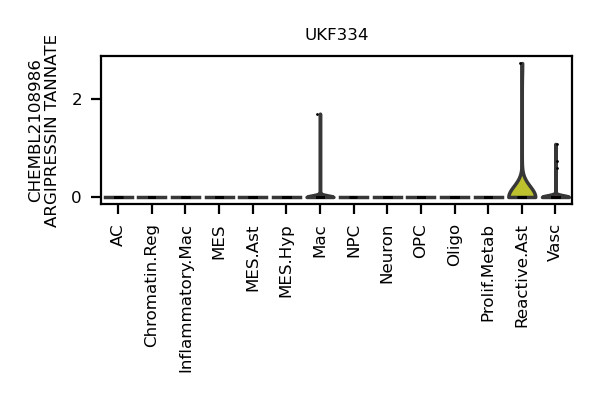 UKF334
CHEMBL2108986
ARGIPRESSIN TANNATE
2
0
AC
Chromatin.Reg
Inflammatory.Mac
MES
MES.Ast
MES.Hyp
Mac
NPC
Neuron
OPC
Oligo
Prolif.Metab
Reactive.Ast
Vasc